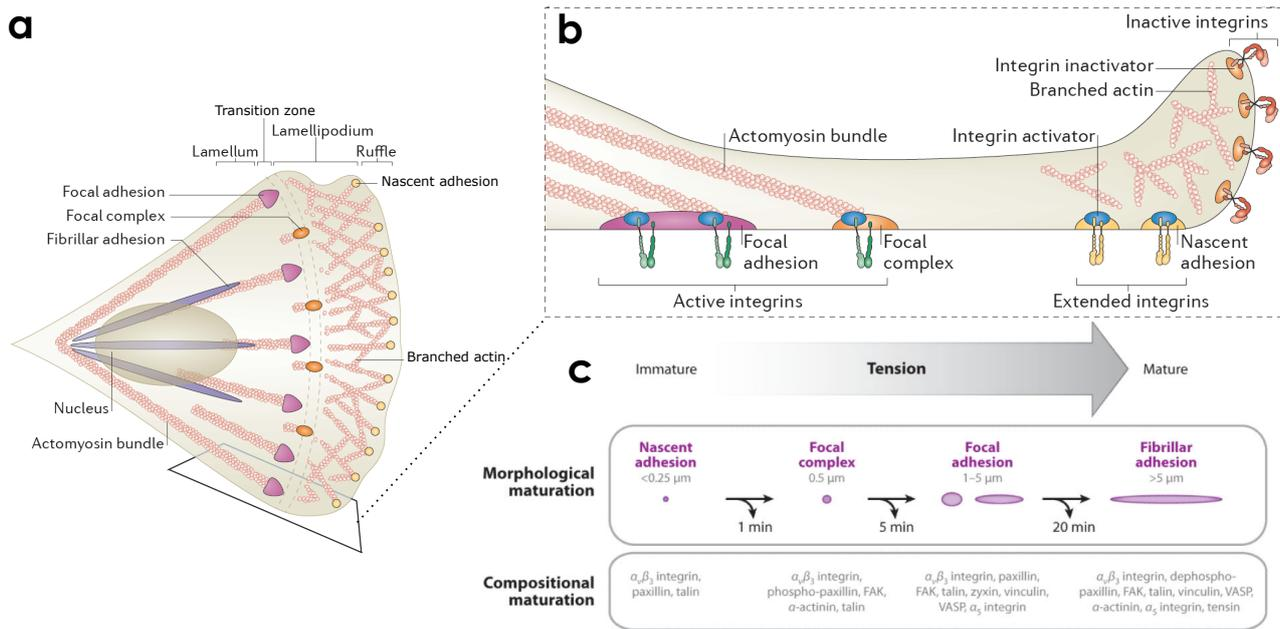 a
Transition zone
Lamellipodium
Lamellum
Ruffle
Focal adhesion
Nascent adhesion
Focal complex
Fibrillar adhesion
Branched actin
Nucleus
Actomyosin bundle
b
Inactive integrins
Integrin inactivator
Branched actin
Actomyosin bundle
Integrin activator
Focal
adhesion
Focal
complex
Nascent
adhesion
Active integrins
Extended integrins
c
Immature
Tension
Mature
Morphological
maturation
Nascent
adhesion
<0.25 µm
Focal
complex
0.5 µm
Focal
adhesion
1–5 µm
Fibrillar
adhesion
>5 µm
1 min
5 min
20 min
Compositional
maturation
αvβ3 integrin,
paxillin, talin
αvβ3 integrin,
phospho-paxillin, FAK,
α-actinin, talin
αvβ3 integrin, paxillin,
FAK, talin, zyxin, vinculin,
VASP, α5 integrin
αvβ3 integrin, dephospho-
paxillin, FAK, talin, vinculin, VASP,
α-actinin, α5 integrin, tensin